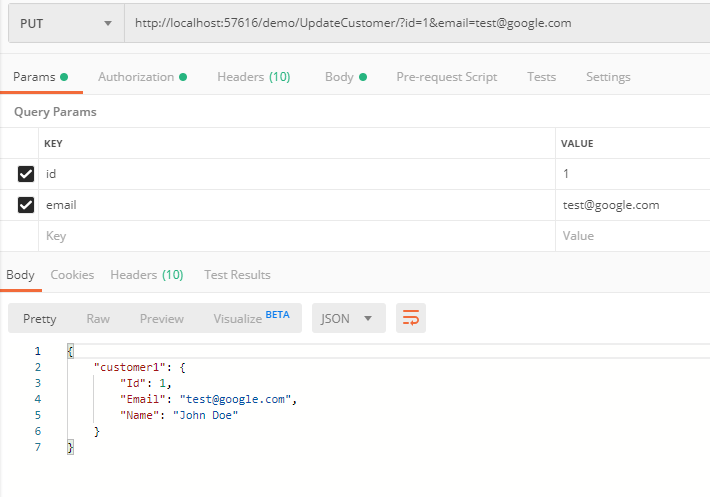 PUT http://localhost:57616/demo/UpdateCustomer/?id=1&email=test@google.com
Params Authorization Headers (10) Body Pre-request Script Tests Settings
Query Params
KEY VALUE
id 1
email test@google.com
Key Value
Body Cookies Headers (10) Test Results
Pretty Raw Preview Visualize BETA JSON
1 {
2 "customer1": {
3 "Id": 1,
4 "Email": "test@google.com",
5 "Name": "John Doe"
6 }
7 }